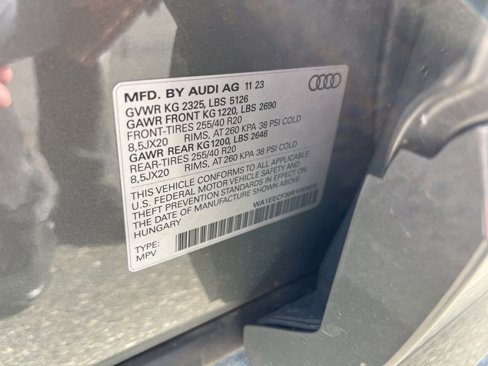 MFD. BY AUDI AG 11 23
GVWR KG 2325, LBS 5126
GAWR FRONT KG 1220, LBS 2690
FRONT-TIRES 255/40 R20
8,5JX20 RIMS, AT 260 KPA 38 PSI COLD
GAWR REAR KG 1200, LBS 2646
REAR-TIRES 255/40 R20
8,5JX20 RIMS, AT 260 KPA 38 PSI COLD
THIS VEHICLE CONFORMS TO ALL APPLICABLE
U.S. FEDERAL MOTOR VEHICLE SAFETY AND
THEFT PREVENTION STANDARDS IN EFFECT ON
THE DATE OF MANUFACTURE SHOWN ABOVE.
HUNGARY
TYPE:
MPV